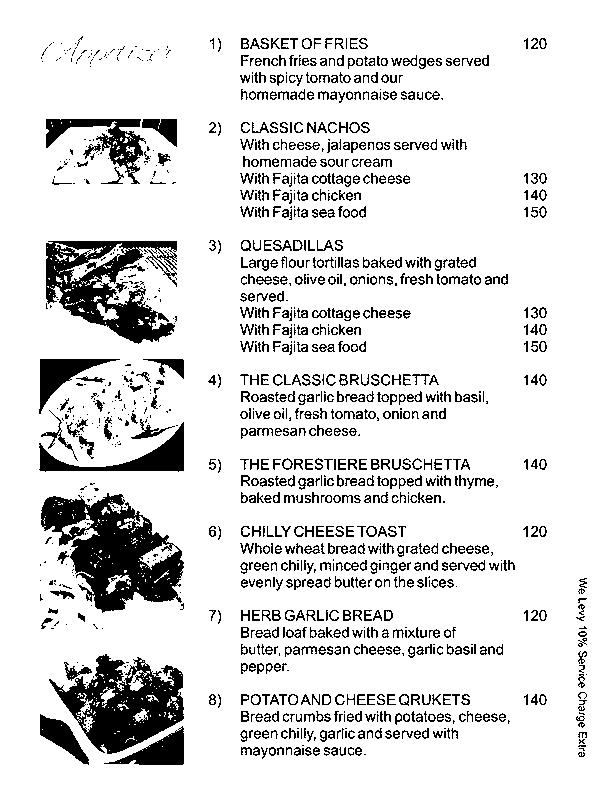 Appetizer
1) BASKET OF FRIES 120
French fries and potato wedges served
with spicy tomato and our
homemade mayonnaise sauce.
2) CLASSIC NACHOS
With cheese, jalapenos served with
homemade sour cream
With Fajita cottage cheese 130
With Fajita chicken 140
With Fajita sea food 150
3) QUESADILLAS
Large flour tortillas baked with grated
cheese, olive oil, onions, fresh tomato and
served.
With Fajita cottage cheese 130
With Fajita chicken 140
With Fajita sea food 150
4) THE CLASSIC BRUSCHETTA 140
Roasted garlic bread topped with basil,
olive oil, fresh tomato, onion and
parmesan cheese.
5) THE FORESTIERE BRUSCHETTA 140
Roasted garlic bread topped with thyme,
baked mushrooms and chicken.
6) CHILLY CHEESE TOAST 120
Whole wheat bread with grated cheese,
green chilly, minced ginger and served with
evenly spread butter on the slices.
7) HERB GARLIC BREAD 120
Bread loaf baked with a mixture of
butter, parmesan cheese, garlic basil and
pepper.
8) POTATO AND CHEESE QRUKETS 140
Bread crumbs fried with potatoes, cheese,
green chilly, garlic and served with
mayonnaise sauce.
We Levy 10% Service Charge Extra